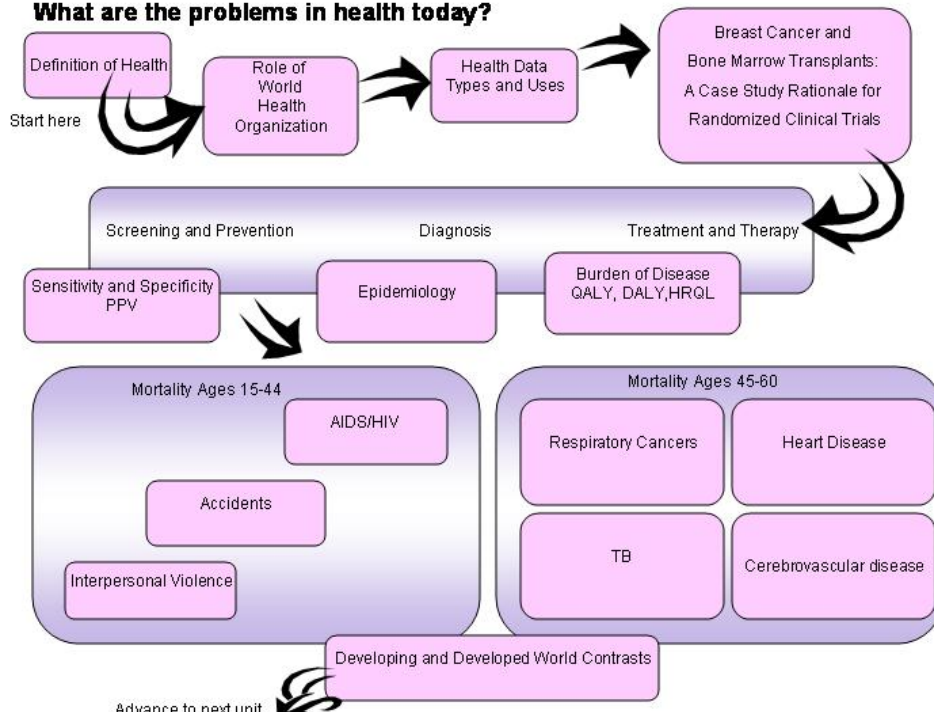 What are the problems in health today?
Definition of Health
Start here
Role of
World
Health
Organization
Health Data
Types and Uses
Breast Cancer and
Bone Marrow Transplants:
A Case Study Rationale for
Randomized Clinical Trials
Screening and Prevention
Diagnosis
Treatment and Therapy
Sensitivity and Specificity
PPV
Epidemiology
Burden of Disease
QALY, DALY,HRQL
Mortality Ages 15-44
AIDS/HIV
Accidents
Interpersonal Violence
Mortality Ages 45-60
Respiratory Cancers
Heart Disease
TB
Cerebrovascular disease
Developing and Developed World Contrasts
Advance to next unit